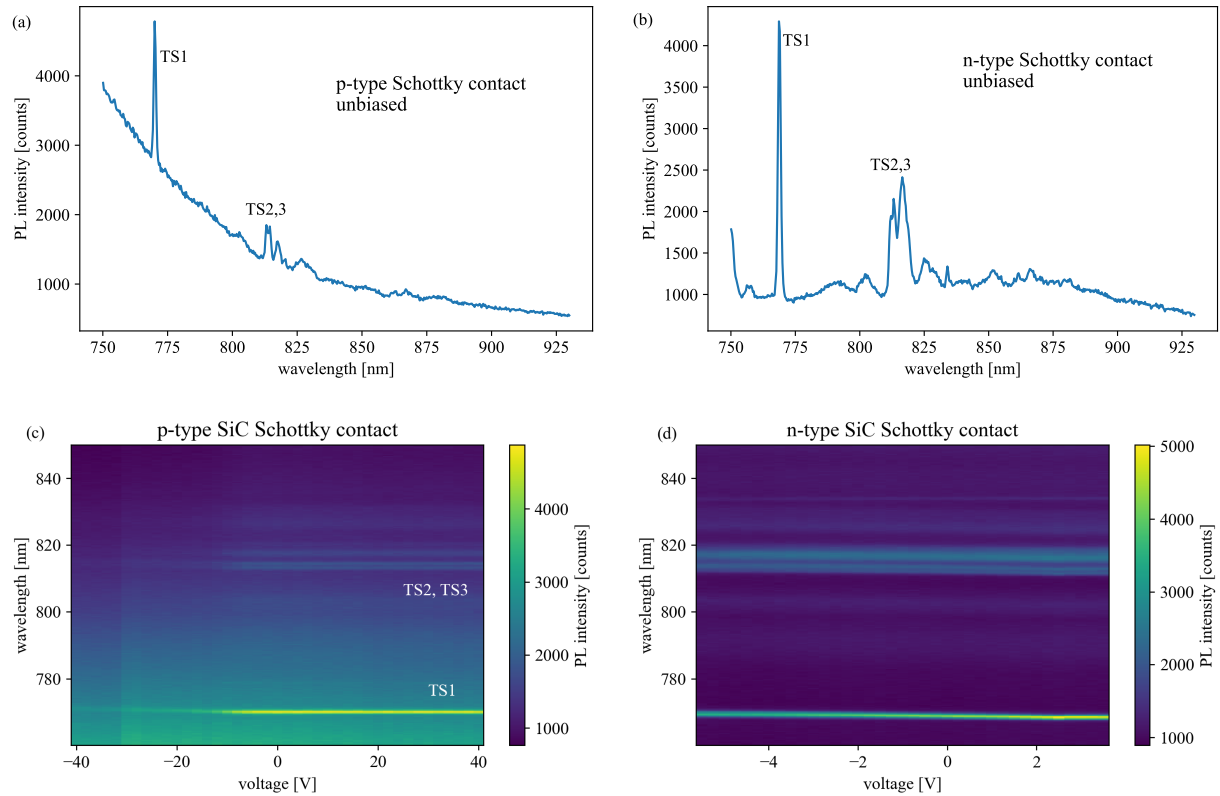 (a)
TS1
p-type Schottky contact
unbiased
TS2,3
4000
3000
2000
1000
PL intensity [counts]
750 775 800 825 850 875 900 925
wavelength [nm]
(b)
TS1
n-type Schottky contact
unbiased
TS2,3
4000
3500
3000
2500
2000
1500
1000
PL intensity [counts]
750 775 800 825 850 875 900 925
wavelength [nm]
(c)
p-type SiC Schottky contact
840
820
800
780
wavelength [nm]
TS2, TS3
TS1
−40 −20 0 20 40
voltage [V]
4000
3000
2000
1000
PL intensity [counts]
(d)
n-type SiC Schottky contact
840
820
800
780
wavelength [nm]
−4 −2 0 2
voltage [V]
5000
4000
3000
2000
1000
PL intensity [counts]